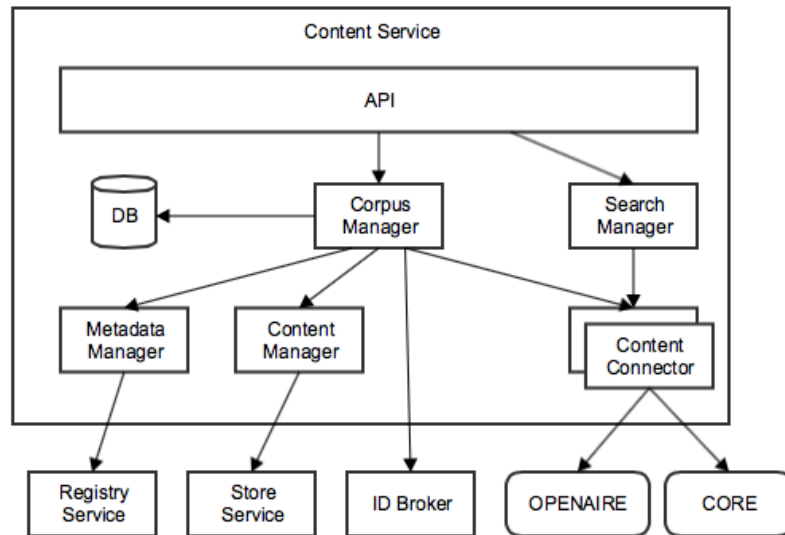 Content Service
API
DB
Corpus
Manager
Search
Manager
Metadata
Manager
Content
Manager
Content
Connector
Registry
Service
Store
Service
ID Broker
OPENAIRE
CORE